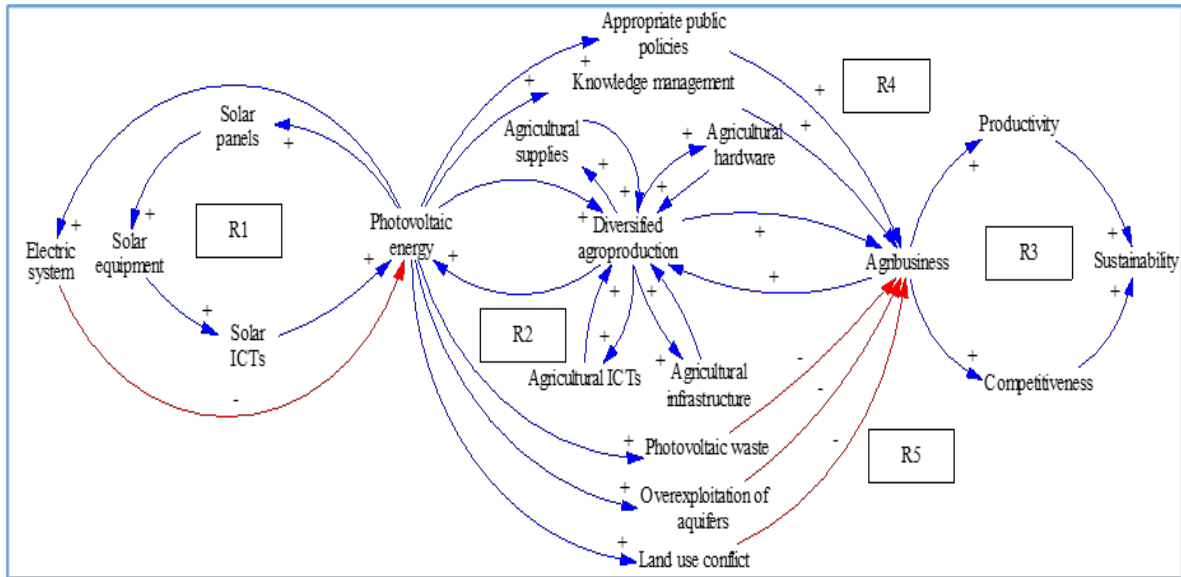 Appropriate public
policies
+
+
Knowledge management
+
+
R4
Solar
panels
+
Agricultural
supplies
+
Agricultural
hardware
+
+
+
+
+
Productivity
+
R1
Photovoltaic
energy
+
+
Diversified
agroproduction
+
+
+
Electric
system
+
Solar
equipment
+
+
Agribusiness
+
R3
Sustainability
+
+
+
Solar
ICTs
R2
+
+
+
Agricultural ICTs
+
Agricultural
infrastructure
-
+
Competitiveness
-
-
-
+
Photovoltaic waste
R5
+
Overexploitation of
aquifers
+
Land use conflict